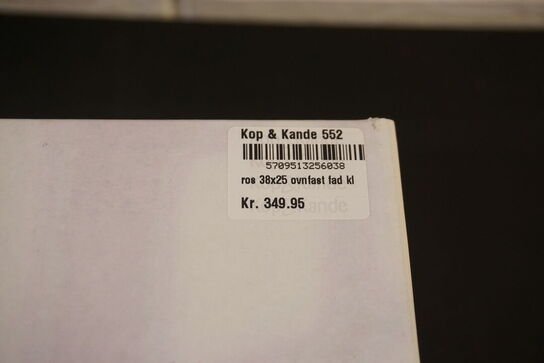 Kop & Kande 552
5709513256038
ros 38x25 ovnfast fad kl
Kr. 349.95